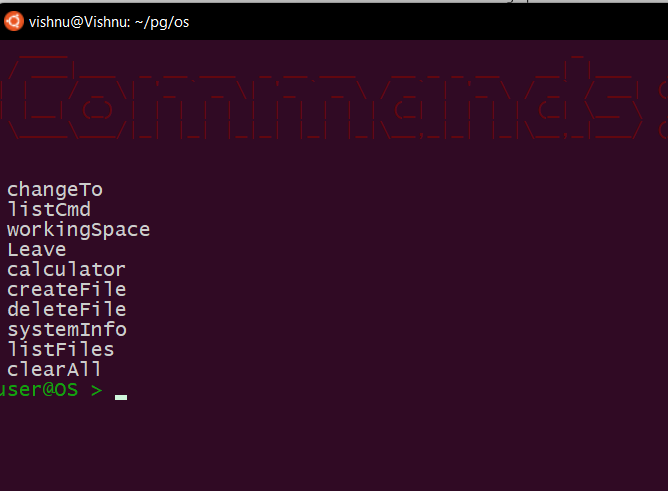 vishnu@Vishnu: ~/pg/os
Commands :
changeTo
listCmd
workingSpace
Leave
calculator
createFile
deleteFile
systemInfo
listFiles
clearAll
user@OS >